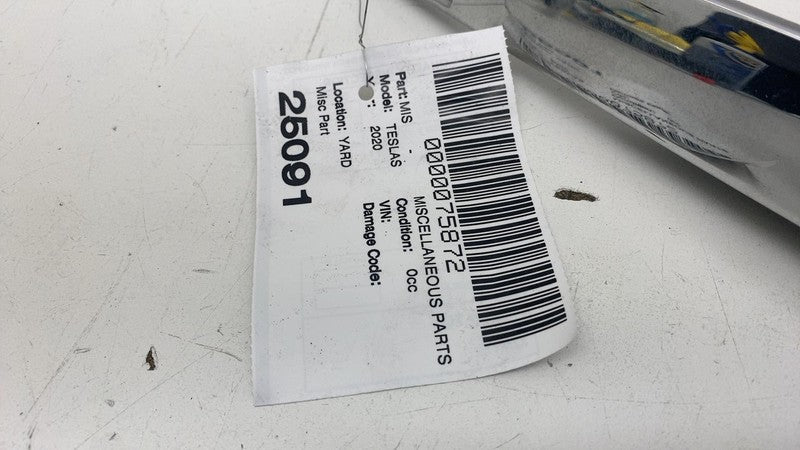 0000075872
Part: MIS - MISCELLANEOUS PARTS
Model: TESLAS Condition: 0cc
2020 VIN:
Damage Code:
Location: YARD
Misc Part
25091